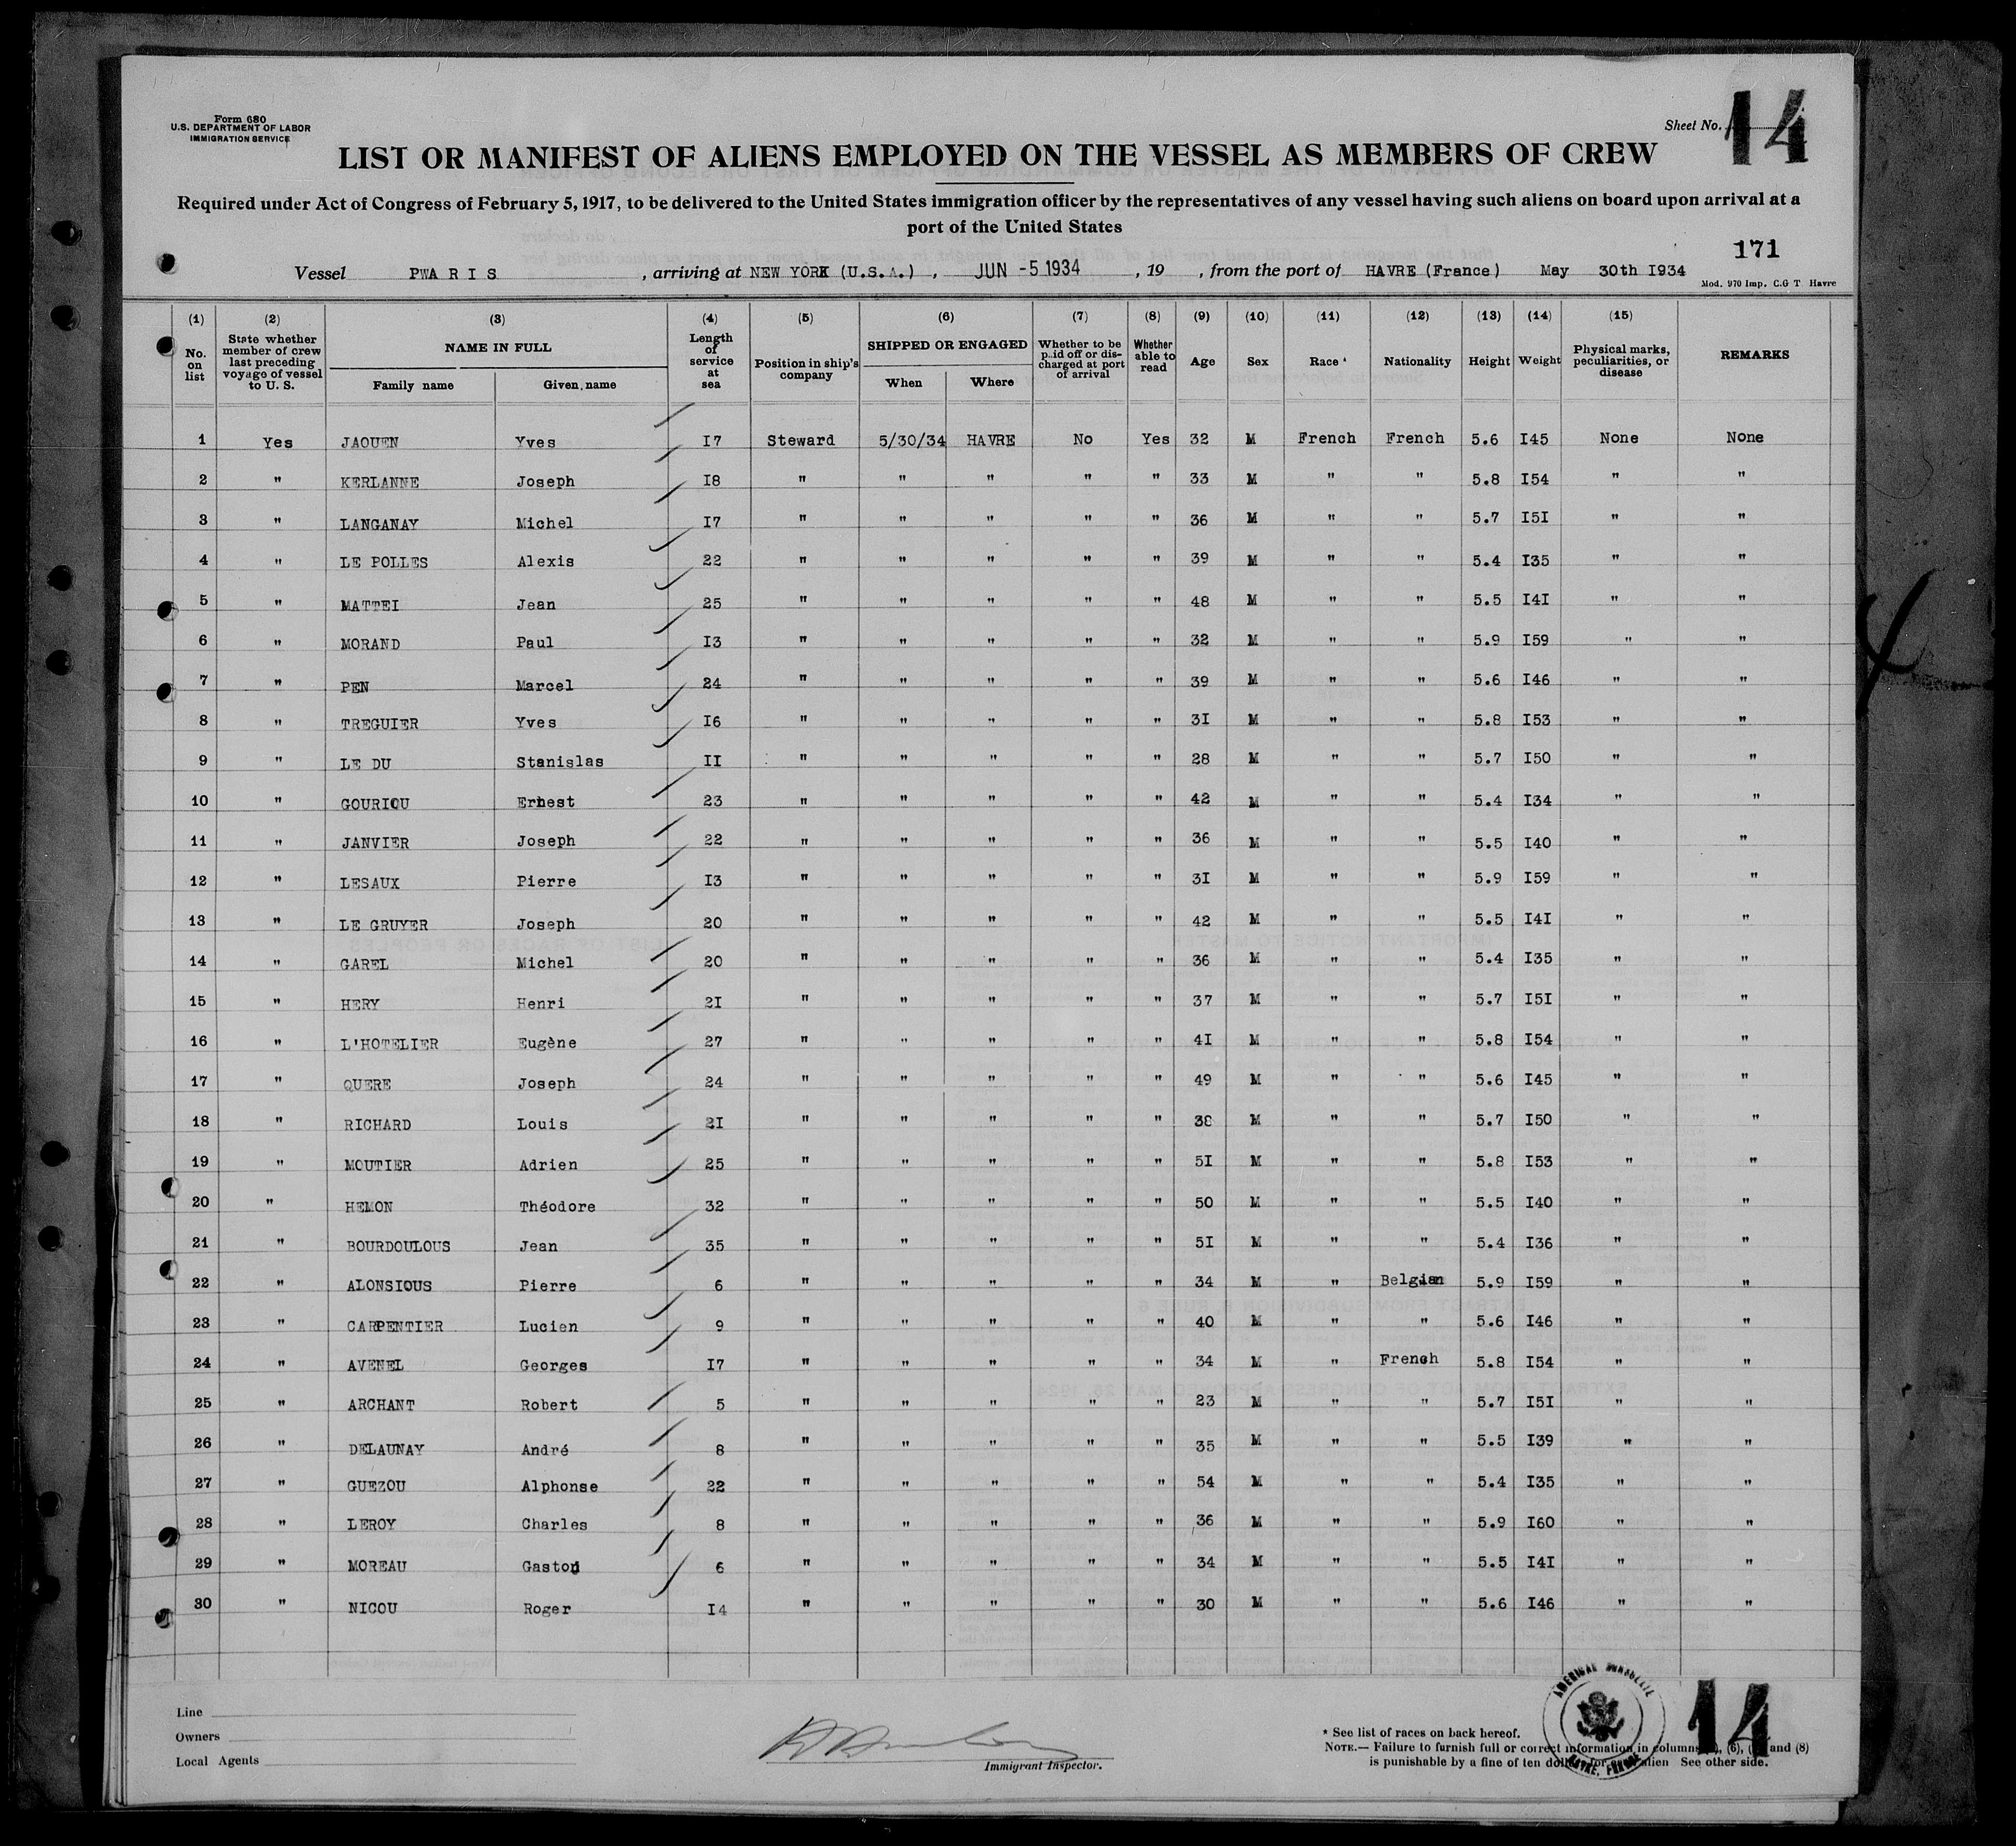 Form 680
U.S. DEPARTMENT OF LABOR
IMMIGRATION SERVICE
Sheet No. 14
LIST OR MANIFEST OF ALIENS EMPLOYED ON THE VESSEL AS MEMBERS OF CREW
Required under Act of Congress of February 5, 1917, to be delivered to the United States immigration officer by the representatives of any vessel having such aliens on board upon arrival at a
port of the United States
171
Vessel PWA R I S , arriving at NEW YORK (U.S.A.) , JUN -5 1934 , 19 , from the port of HAVRE (France) May 30th I934
Mod. 970 Imp. C.G T Havre
(1) (2) (3) (4) (5) (6) (7) (8) (9) (10) (11) (12) (13) (14) (15)
No. on list State whether member of crew last preceding voyage of vessel to U. S. NAME IN FULL Family name Given name Length of service at sea Position in ship's company SHIPPED OR ENGAGED When Where Whether to be paid off or discharged at port of arrival Whether able to read Age Sex Race * Nationality Height Weight Physical marks, peculiarities, or disease REMARKS
1 Yes JAOUEN Yves I7 Steward 5/30/34 HAVRE No Yes 32 M French French 5.6 I45 None None
2 " KERLANNE Joseph I8 " " " " " 33 M " " 5.8 I54 " "
3 " LANGANAY Michel I7 " " " " " 36 M " " 5.7 I5I " "
4 " LE POLLES Alexis 22 " " " " " 39 M " " 5.4 I35 " "
5 " MATTEI Jean 25 " " " " " 48 M " " 5.5 I4I " "
6 " MORAND Paul I3 " " " " " 32 M " " 5.9 I59 " "
7 " PEN Marcel 24 " " " " " 39 M " " 5.6 I46 " "
8 " TREGUIER Yves I6 " " " " " 3I M " " 5.8 I53 " "
9 " LE DU Stanislas II " " " " " 28 M " " 5.7 I50 " "
10 " GOURIOU Ernest 23 " " " " " 42 M " " 5.4 I34 " "
11 " JANVIER Joseph 22 " " " " " 36 M " " 5.5 I40 " "
12 " LESAUX Pierre I3 " " " " " 3I M " " 5.9 I59 " "
13 " LE GRUYER Joseph 20 " " " " " 42 M " " 5.5 I4I " "
14 " GAREL Michel 20 " " " " " 36 M " " 5.4 I35 " "
15 " HERY Henri 2I " " " " " 37 M " " 5.7 I5I " "
16 " L'HOTELIER Eugène 27 " " " " " 4I M " " 5.8 I54 " "
17 " QUERE Joseph 24 " " " " " 49 M " " 5.6 I45 " "
18 " RICHARD Louis 2I " " " " " 38 M " " 5.7 I50 " "
19 " MOUTIER Adrien 25 " " " " " 5I M " " 5.8 I53 " "
20 " HEMON Théodore 32 " " " " " 50 M " " 5.5 I40 " "
21 " BOURDOULOUS Jean 35 " " " " " 5I M " " 5.4 I36 " "
22 " ALONSIOUS Pierre 6 " " " " " 34 M " Belgian 5.9 I59 " "
23 " CARPENTIER Lucien 9 " " " " " 40 M " " 5.6 I46 " "
24 " AVENEL Georges I7 " " " " " 34 M " French 5.8 I54 " "
25 " ARCHANT Robert 5 " " " " " 23 M " " 5.7 I5I " "
26 " DELAUNAY André 8 " " " " " 35 M " " 5.5 I39 " "
27 " GUEZOU Alphonse 22 " " " " " 54 M " " 5.4 I35 " "
28 " LEROY Charles 8 " " " " " 36 M " " 5.9 I60 " "
29 " MOREAU Gaston 6 " " " " " 34 M " " 5.5 I4I " "
30 " NICOU Roger I4 " " " " " 30 M " " 5.6 I46 " "
Line
Owners
Local Agents
Immigrant Inspector.
* See list of races on back hereof.
NOTE.— Failure to furnish full or correct information in columns (6), and (8)
is punishable by a fine of ten dollars for alien See other side.
AMERICAN CONSULATE
HAVRE, FRANCE
14